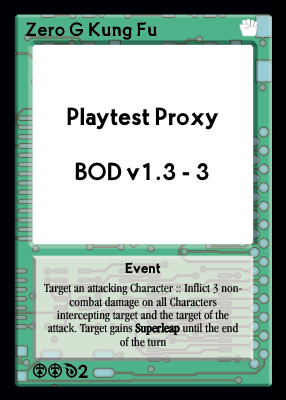 Zero G Kung Fu
Playtest Proxy
BOD v1.3 - 3
Event
Target an attacking Character :: Inflict 3 non-
combat damage on all Characters
intercepting target and the target of the
attack. Target gains Superleap until the end
of the turn
2